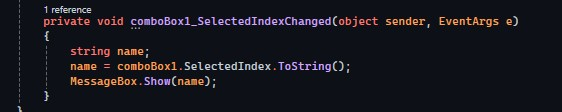 1 reference
private void comboBox1_SelectedIndexChanged(object sender, EventArgs e)
{
string name;
name = comboBox1.SelectedIndex.ToString();
MessageBox.Show(name);
}
}